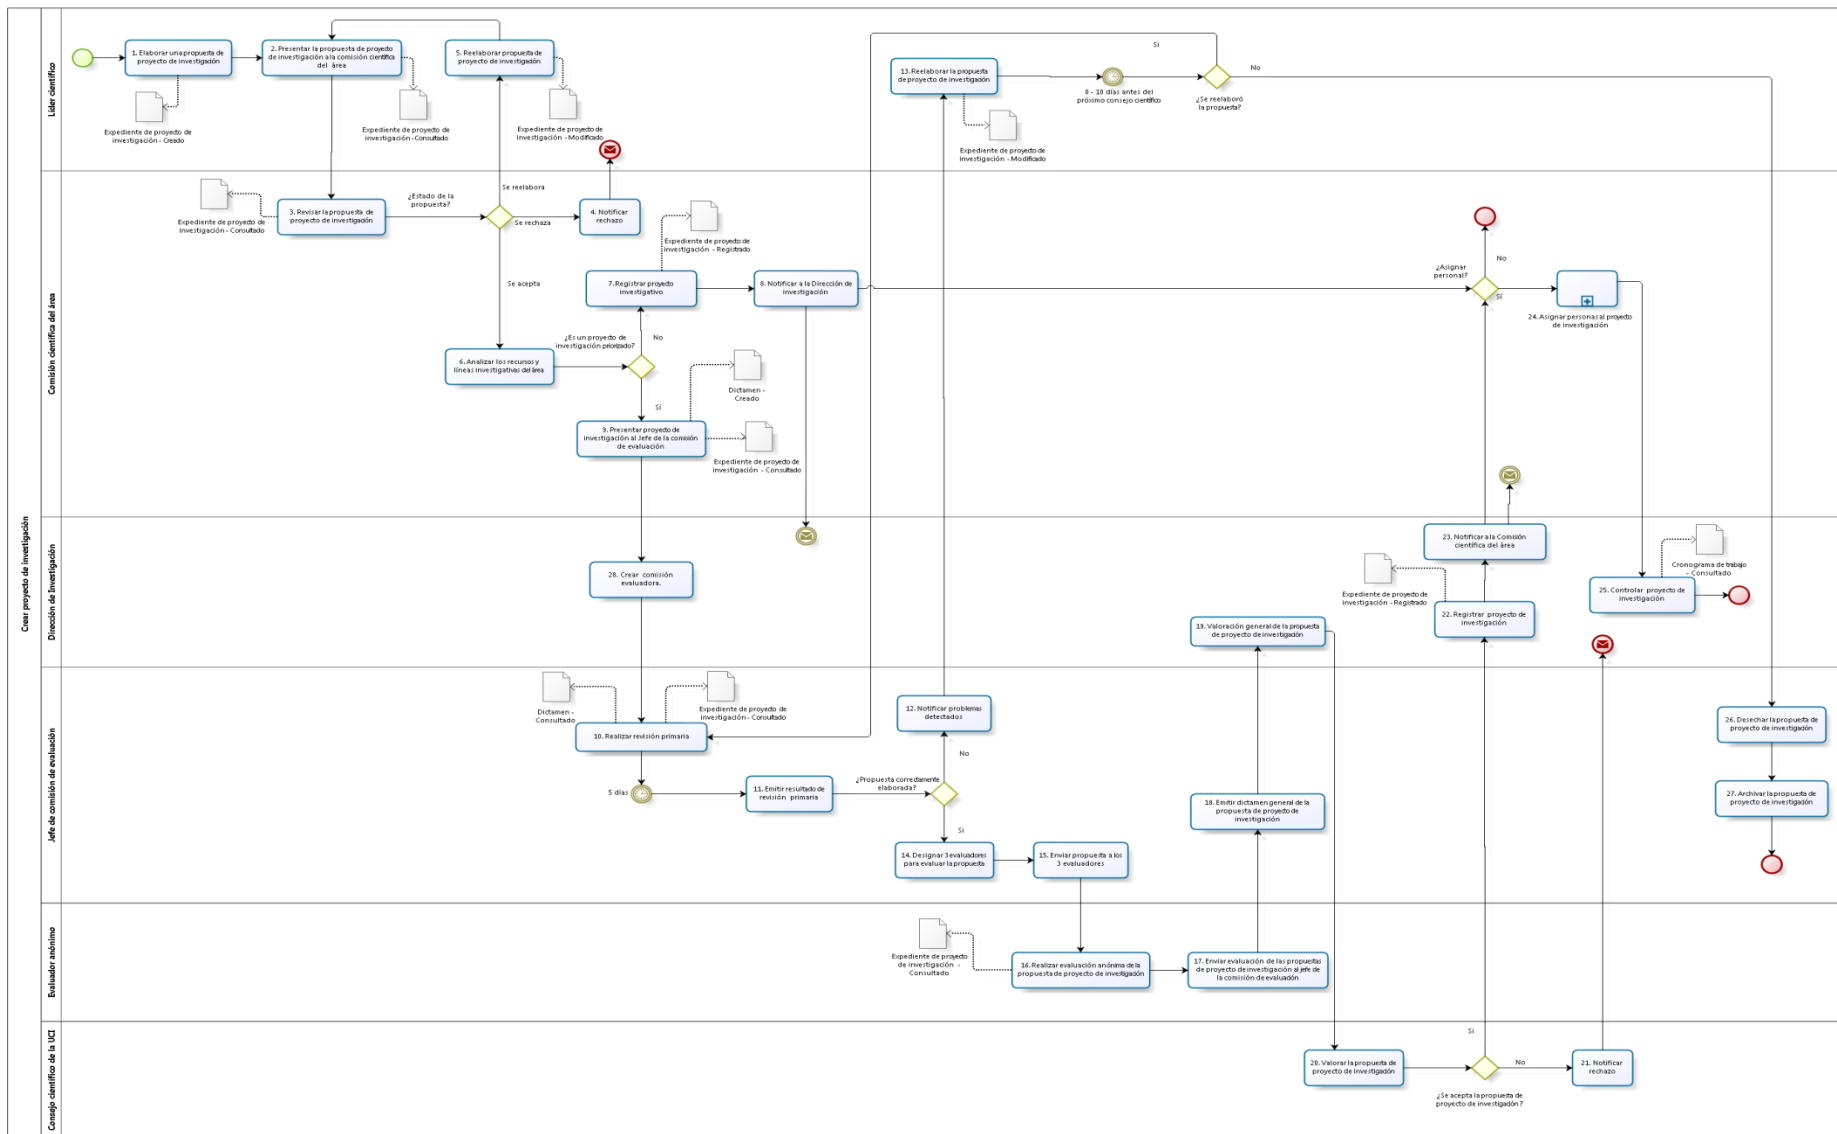 Crear proyecto de investigación
Líder científico
1. Elaborar una propuesta de
proyecto de investigación
Expediente de proyecto de
investigación - Creado
2. Presentar la propuesta de proyecto
de investigación a la comisión científica
del área
Expediente de proyecto de
investigación - Consultado
5. Reelaborar propuesta de
proyecto de investigación
Expediente de proyecto de
investigación - Modificado
13. Reelaborar la propuesta
de proyecto de investigación
Expediente de proyecto de
investigación - Modificado
8 - 10 días antes del
próximo consejo científico
Si
¿Se reelaboró
la propuesta?
No
Comisión científica del área
Expediente de proyecto de
investigación - Consultado
3. Revisar la propuesta de
proyecto de investigación
¿Estado de la
propuesta?
Se reelabora
Se rechaza
Se acepta
4. Notificar
rechazo
Expediente de proyecto de
investigación - Registrado
7. Registrar proyecto
investigativo
8. Notificar a la Dirección de
investigación
6. Analizar los recursos y
líneas investigativas del área
¿Es un proyecto de
investigación priorizado?
No
Sí
Dictamen -
Creado
9. Presentar proyecto de
investigación al Jefe de la comisión
de evaluación
Expediente de proyecto de
investigación - Consultado
¿Asignar
personal?
No
Sí
24. Asignar personas al proyecto
de investigación
Dirección de Investigación
28. Crear comisión
evaluadora.
19. Valoración general de la propuesta
de proyecto de investigación
23. Notificar a la Comisión
científica del área
Expediente de proyecto de
investigación - Registrado
22. Registrar proyecto de
investigación
Cronograma de trabajo
- Consultado
25. Controlar proyecto de
investigación
Jefe de comisión de evaluación
Dictamen -
Consultado
Expediente de proyecto de
investigación - Consultado
10. Realizar revisión primaria
5 días
11. Emitir resultado de
revisión primaria
¿Propuesta correctamente
elaborada?
12. Notificar problemas
detectados
No
Si
14. Designar 3 evaluadores
para evaluar la propuesta
15. Enviar propuesta a los
3 evaluadores
18. Emitir dictamen general de la
propuesta de proyecto de
investigación
26. Desechar la propuesta de
proyecto de investigación
27. Archivar la propuesta de
proyecto de investigación
Evaluador anónimo
Expediente de proyecto
de investigación -
Consultado
16. Realizar evaluación anónima de la
propuesta de proyecto de investigación
17. Enviar evaluación de las propuestas
de proyecto de investigación al jefe de
la comisión de evaluación
Consejo científico de la UCI
20. Valorar la propuesta de
proyecto de investigación
Si
No
¿Se acepta la propuesta de
proyecto de investigación?
21. Notificar
rechazo